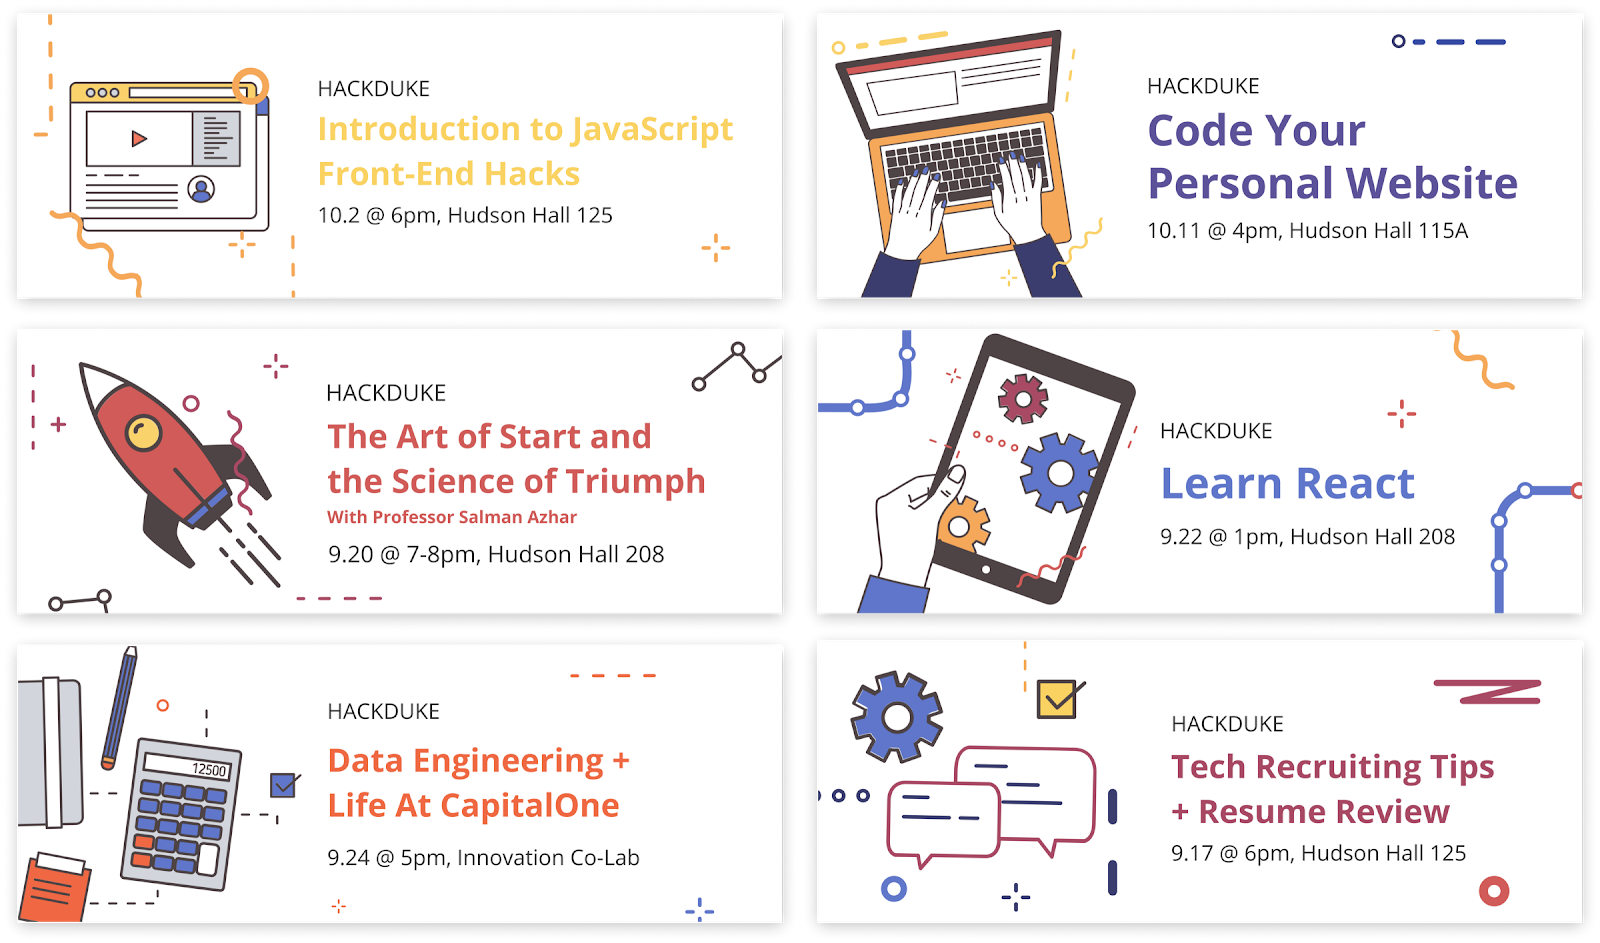 HACKDUKE
Introduction to JavaScript
Front-End Hacks
10.2 @ 6pm, Hudson Hall 125
HACKDUKE
Code Your
Personal Website
10.11 @ 4pm, Hudson Hall 115A
HACKDUKE
The Art of Start and
the Science of Triumph
With Professor Salman Azhar
9.20 @ 7-8pm, Hudson Hall 208
HACKDUKE
Learn React
9.22 @ 1pm, Hudson Hall 208
12500
HACKDUKE
Data Engineering +
Life At CapitalOne
9.24 @ 5pm, Innovation Co-Lab
HACKDUKE
Tech Recruiting Tips
+ Resume Review
9.17 @ 6pm, Hudson Hall 125